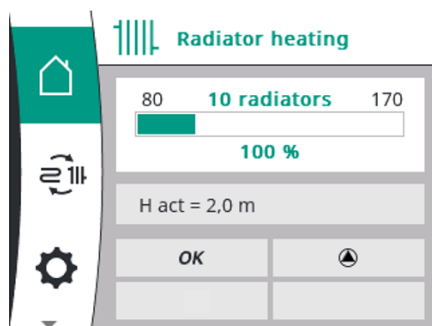 Radiator heating
80 10 radiators 170
100 %
H act = 2,0 m
OK